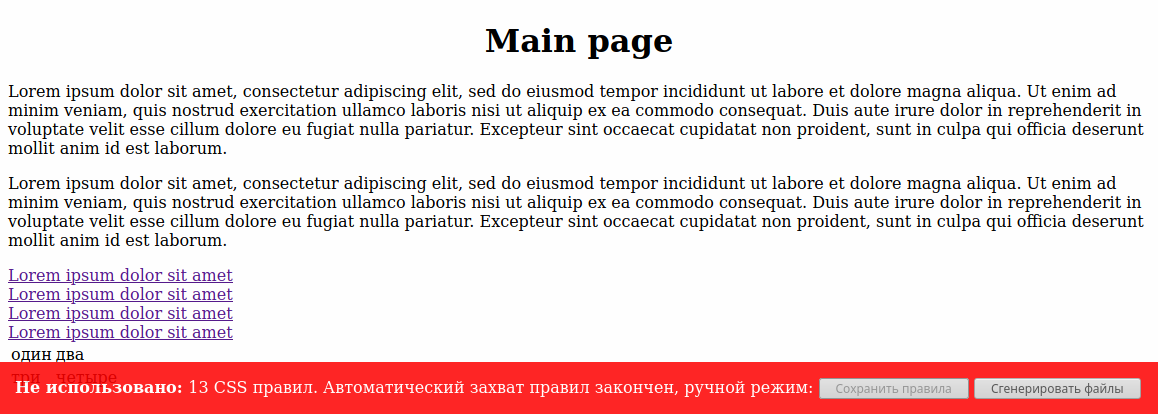 Main page
Lorem ipsum dolor sit amet, consectetur adipiscing elit, sed do eiusmod tempor incididunt ut labore et dolore magna aliqua. Ut enim ad
minim veniam, quis nostrud exercitation ullamco laboris nisi ut aliquip ex ea commodo consequat. Duis aute irure dolor in reprehenderit in
voluptate velit esse cillum dolore eu fugiat nulla pariatur. Excepteur sint occaecat cupidatat non proident, sunt in culpa qui officia deserunt
mollit anim id est laborum.
Lorem ipsum dolor sit amet, consectetur adipiscing elit, sed do eiusmod tempor incididunt ut labore et dolore magna aliqua. Ut enim ad
minim veniam, quis nostrud exercitation ullamco laboris nisi ut aliquip ex ea commodo consequat. Duis aute irure dolor in reprehenderit in
voluptate velit esse cillum dolore eu fugiat nulla pariatur. Excepteur sint occaecat cupidatat non proident, sunt in culpa qui officia deserunt
mollit anim id est laborum.
Lorem ipsum dolor sit amet
Lorem ipsum dolor sit amet
Lorem ipsum dolor sit amet
Lorem ipsum dolor sit amet
один два
три четыре
Не использовано: 13 CSS правил. Автоматический захват правил закончен, ручной режим: Сохранить правила Сгенерировать файлы